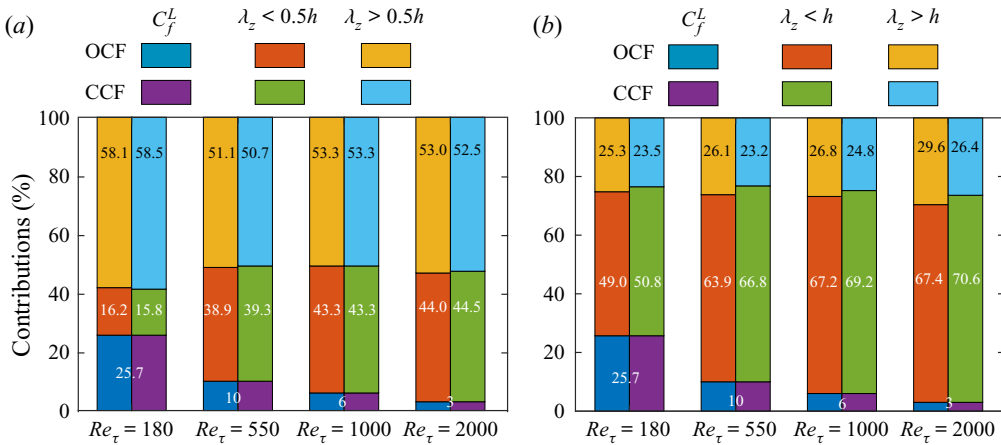 (a) C_f^L λ_z < 0.5h λ_z > 0.5h
OCF
CCF
100
80
60
40
20
0
Contributions (%)
58.1 58.5 51.1 50.7 53.3 53.3 53.0 52.5
16.2 15.8 38.9 39.3 43.3 43.3 44.0 44.5
25.7 10 6 3
Re_τ = 180 Re_τ = 550 Re_τ = 1000 Re_τ = 2000
(b) C_f^L λ_z < h λ_z > h
OCF
CCF
100
80
60
40
20
0
25.3 23.5 26.1 23.2 26.8 24.8 29.6 26.4
49.0 50.8 63.9 66.8 67.2 69.2 67.4 70.6
25.7 10 6 3
Re_τ = 180 Re_τ = 550 Re_τ = 1000 Re_τ = 2000